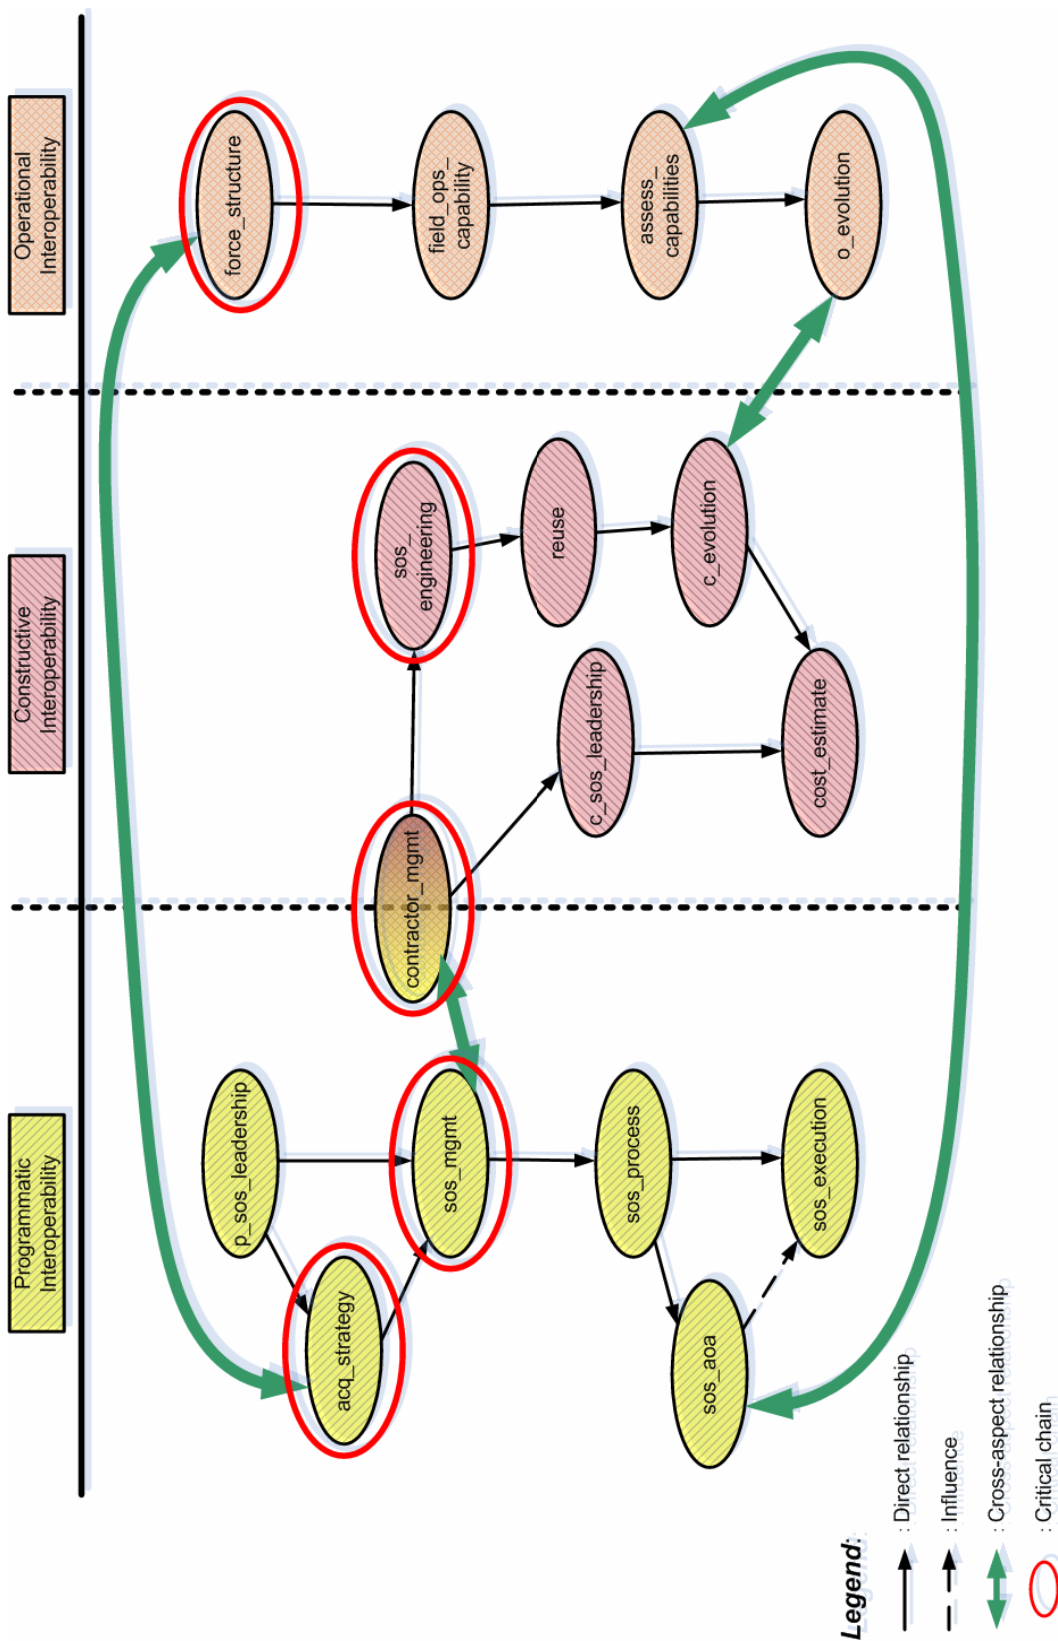 Programmatic
Interoperability
Constructive
Interoperability
Operational
Interoperability
p_sos_leadership
acq_strategy
sos_mgmt
sos_process
sos_aoa
sos_execution
contractor_mgmt
sos_
engineering
reuse
c_sos_leadership
c_evolution
cost_estimate
force_structure
field_ops_
capability
assess_
capabilities
o_evolution
Legend:
: Direct relationship
: Influence
: Cross-aspect relationship
: Critical chain